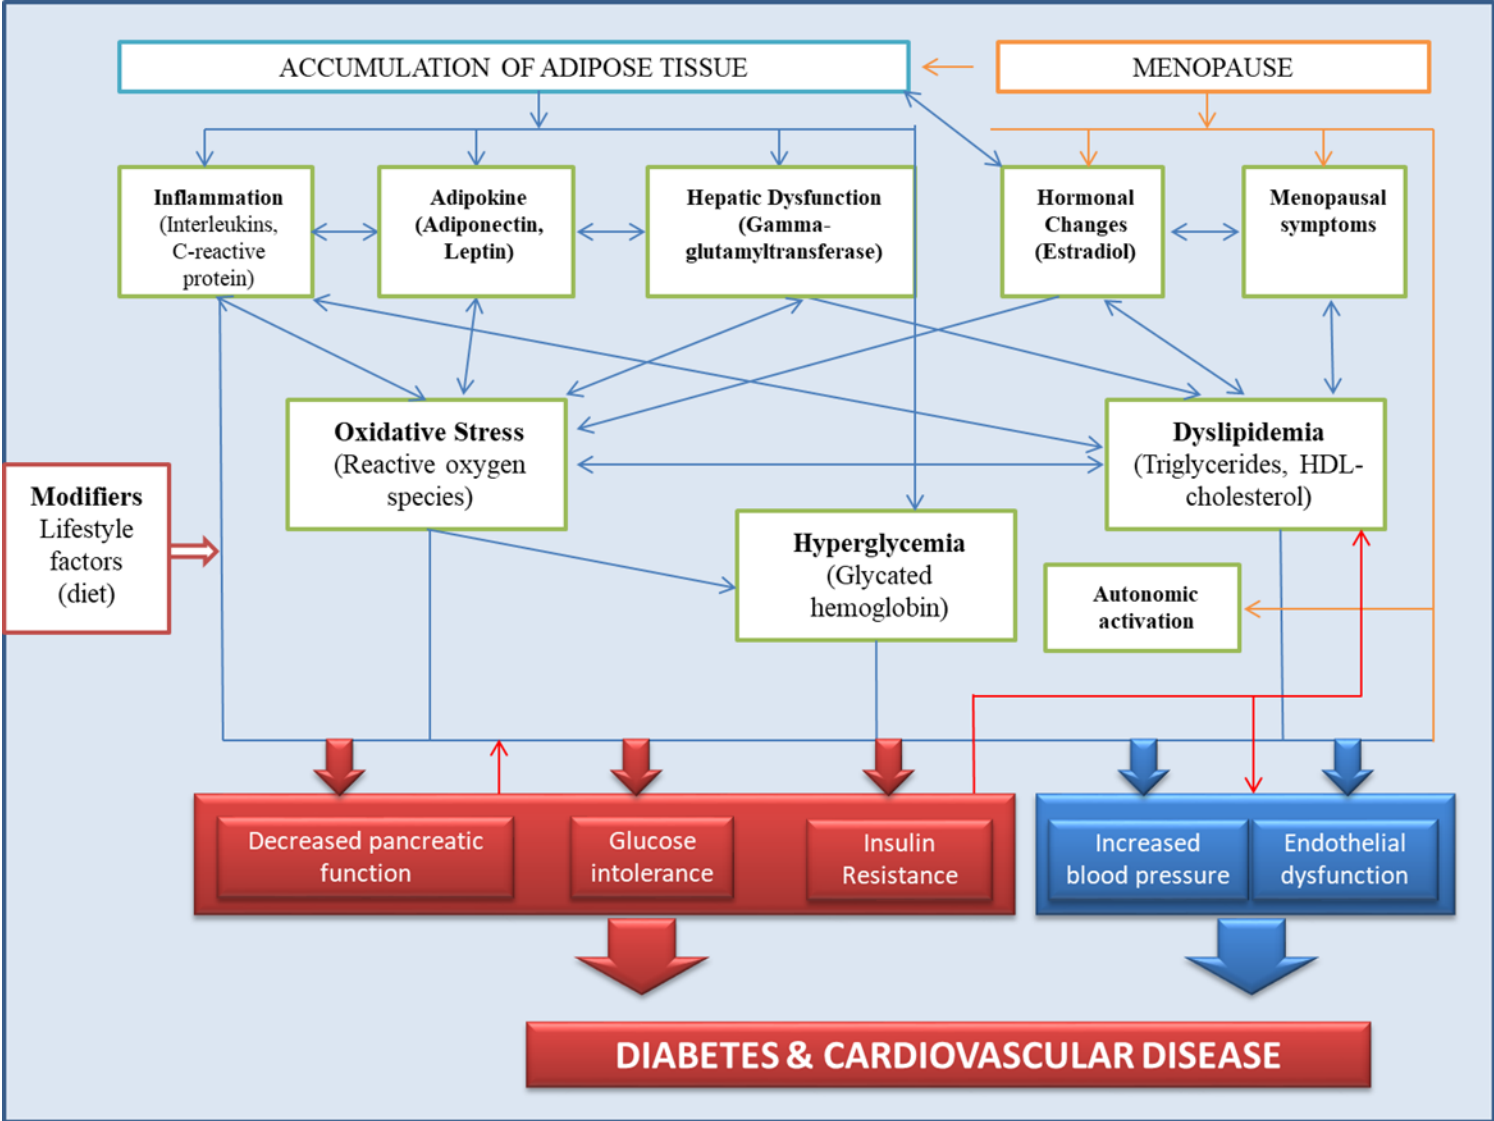 ACCUMULATION OF ADIPOSE TISSUE
MENOPAUSE
Inflammation
(Interleukins,
C-reactive
protein)
Adipokine
(Adiponectin,
Leptin)
Hepatic Dysfunction
(Gamma-
glutamyltransferase)
Hormonal
Changes
(Estradiol)
Menopausal
symptoms
Oxidative Stress
(Reactive oxygen
species)
Dyslipidemia
(Triglycerides, HDL-
cholesterol)
Modifiers
Lifestyle
factors
(diet)
Hyperglycemia
(Glycated
hemoglobin)
Autonomic
activation
Decreased pancreatic
function
Glucose
intolerance
Insulin
Resistance
Increased
blood pressure
Endothelial
dysfunction
DIABETES & CARDIOVASCULAR DISEASE